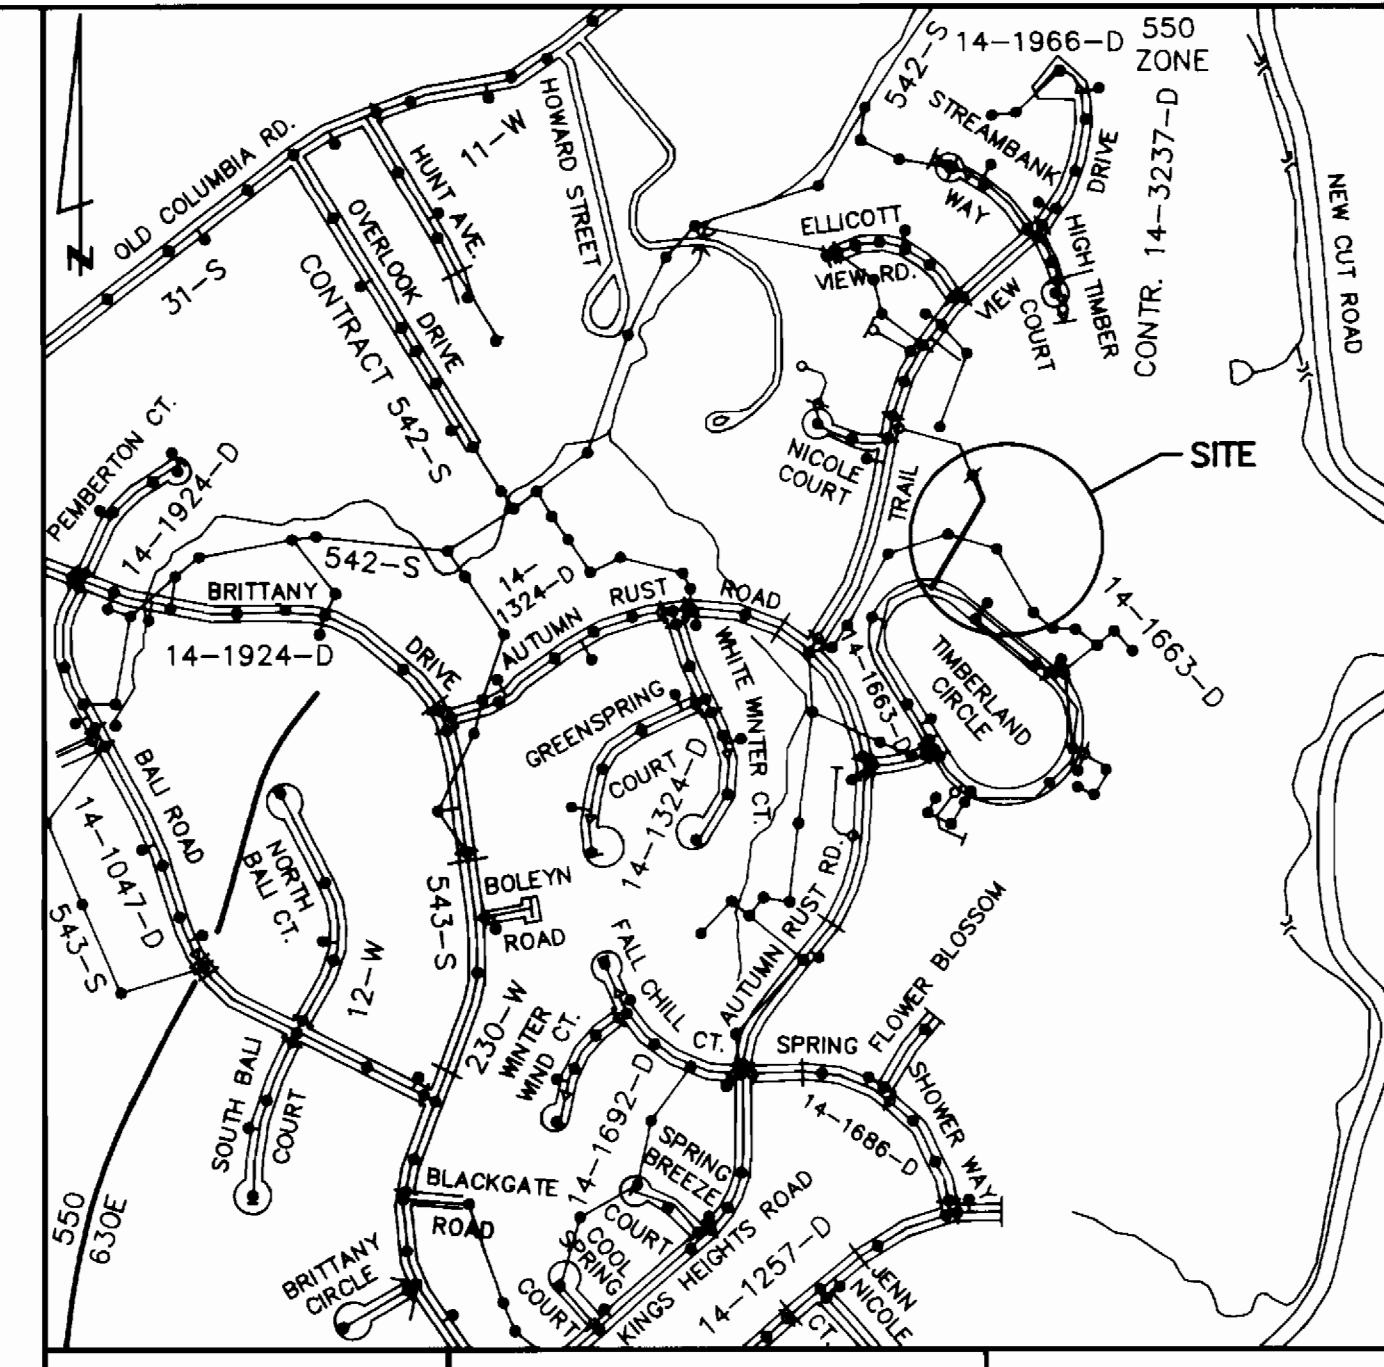 542-S
14-1966-D
550
ZONE
OLD COLUMBIA RD.
31-S
N
HUNT AVE.
11-W
HOWARD STREET
OVERLOOK DRIVE
CONTRACT 542-S
STREAMBANK
WAY
DRIVE
ELLICOTT
VIEW RD.
VIEW
HIGH TIMBER
COURT
CONTR. 14-3237-D
NEW CUT ROAD
PEMBERTON CT.
14-1924-D
NICOLE
COURT
TRAIL
SITE
542-S
14-
1324-D
BRITTANY
DRIVE
14-1924-D
AUTUMN
RUST
ROAD
WHITE WINTER CT.
14-1663-D
TIMBERLAND
CIRCLE
14-1663-D
GREENSPRING
COURT
14-1324-D
BALI ROAD
14-1047-D
543-S
NORTH
BALI CT.
12-W
543-S
BOLEYN
ROAD
230-W
AUTUMN RUST RD.
FALL CHILL
CT.
WINTER
WIND CT.
SPRING
SHOWER WAY
FLOWER BLOSSOM
14-1686-D
14-1692-D
SOUTH BALI
COURT
BLACKGATE
ROAD
SPRING
BREEZE
COURT
COOL
SPRING
COURT
KINGS HEIGHTS ROAD
14-1257-D
JENN
NICOLE
CT.
BRITTANY
CIRCLE
550
630E